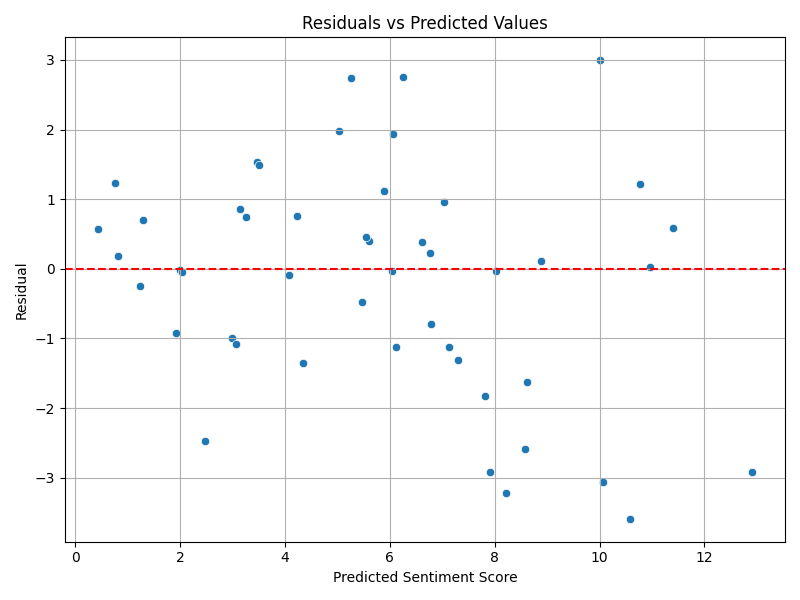 Residuals vs Predicted Values
3
2
1
0
−1
−2
−3
Residual
0 2 4 6 8 10 12
Predicted Sentiment Score